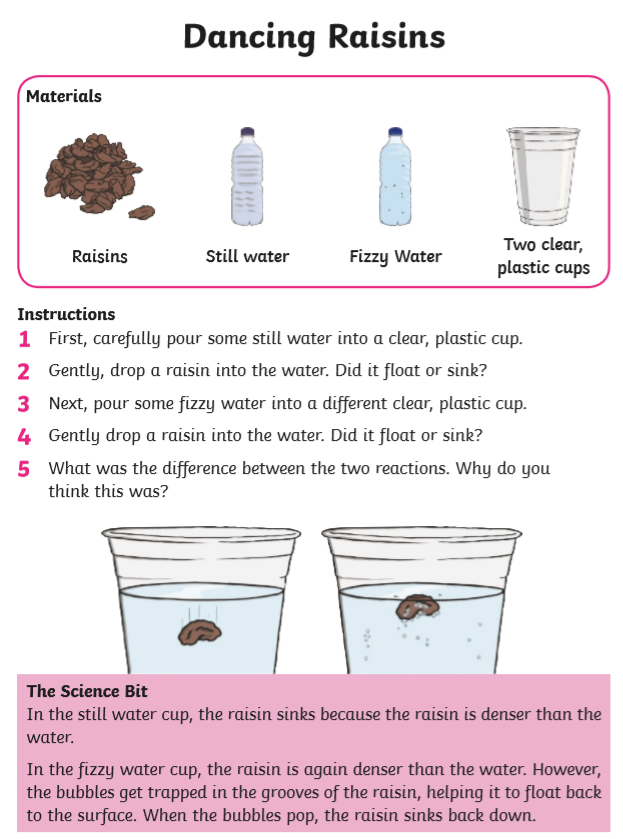 Dancing Raisins
Materials
Raisins
Still water
Fizzy Water
Two clear,
plastic cups
Instructions
1 First, carefully pour some still water into a clear, plastic cup.
2 Gently, drop a raisin into the water. Did it float or sink?
3 Next, pour some fizzy water into a different clear, plastic cup.
4 Gently drop a raisin into the water. Did it float or sink?
5 What was the difference between the two reactions. Why do you
think this was?
The Science Bit
In the still water cup, the raisin sinks because the raisin is denser than the
water.
In the fizzy water cup, the raisin is again denser than the water. However,
the bubbles get trapped in the grooves of the raisin, helping it to float back
to the surface. When the bubbles pop, the raisin sinks back down.